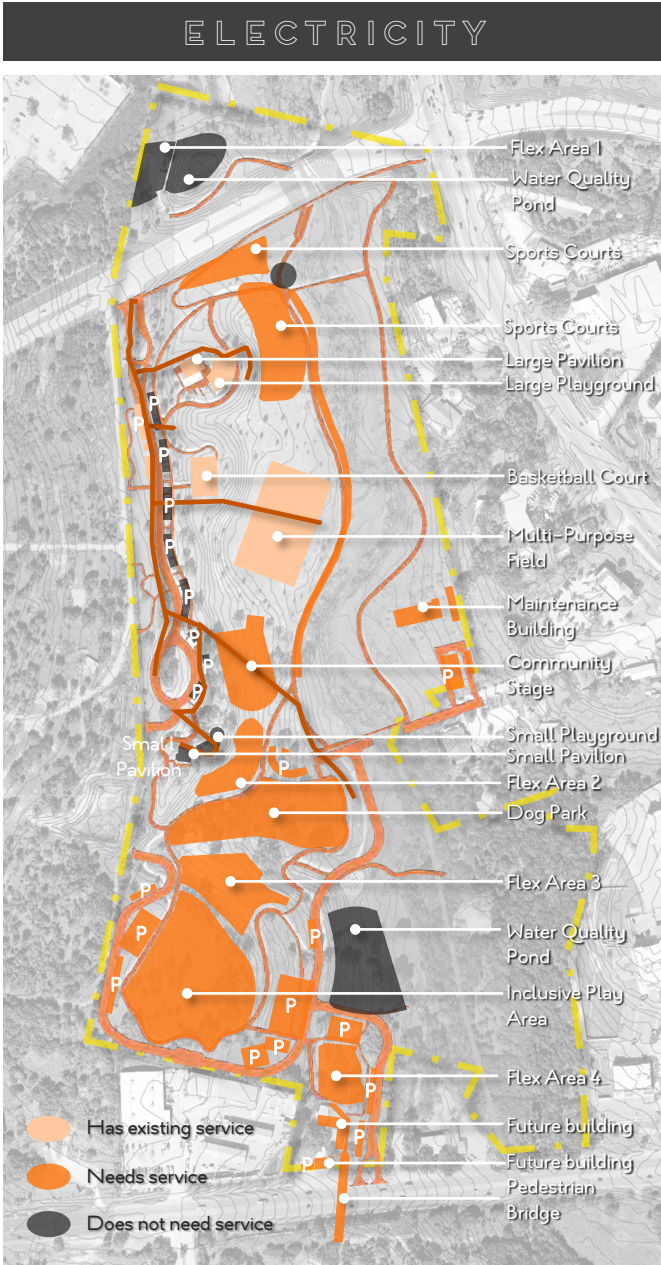 ELECTRICITY
Flex Area 1
Water Quality
Pond
Sports Courts
Sports Courts
Large Pavilion
Large Playground
P
P
P
Basketball Court
P
Multi-Purpose
Field
P
P
Maintenance
Building
P
Community
Stage
P
P
P
Small Playground
Small
Pavilion
Small Pavilion
P
Flex Area 2
Dog Park
Flex Area 3
P
P
P
Water Quality
Pond
P
Inclusive Play
Area
P
P
P
P
Flex Area 4
P
Has existing service
Future building
P
Needs service
P
Future building
Pedestrian
Bridge
Does not need service